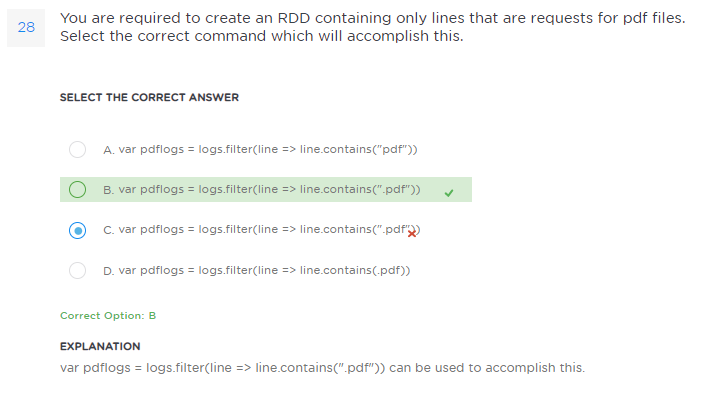 28
You are required to create an RDD containing only lines that are requests for pdf files.
Select the correct command which will accomplish this.
SELECT THE CORRECT ANSWER
A. var pdflogs = logs.filter(line => line.contains("pdf"))
B. var pdflogs = logs.filter(line => line.contains(".pdf"))
C. var pdflogs = logs.filter(line => line.contains(".pdf"))
D. var pdflogs = logs.filter(line => line.contains(.pdf))
Correct Option: B
EXPLANATION
var pdflogs = logs.filter(line => line.contains(".pdf")) can be used to accomplish this.